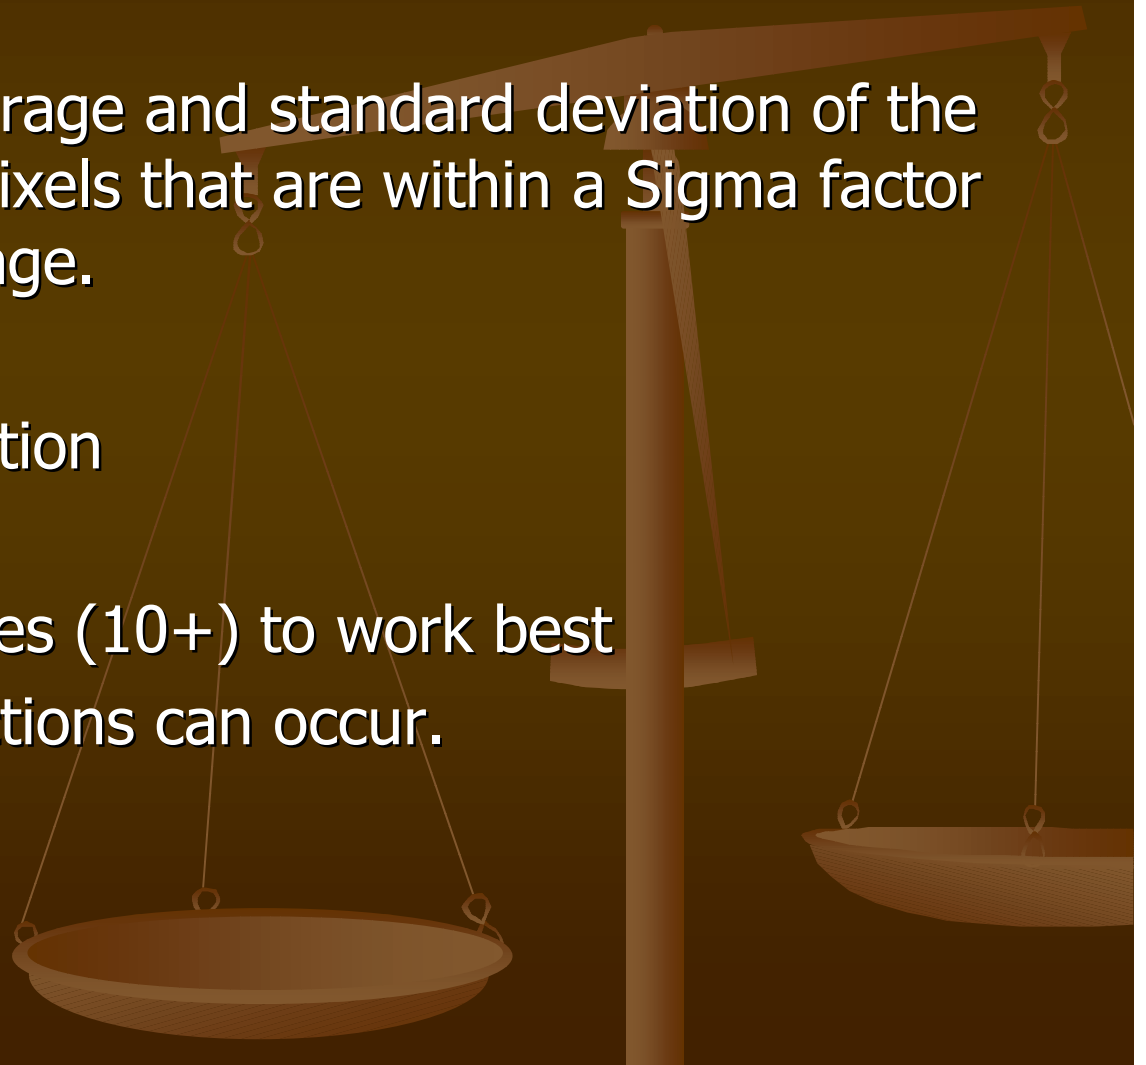 rage and standard deviation of the
ixels that are within a Sigma factor
age.
tion
es (10+) to work best
tions can occur.